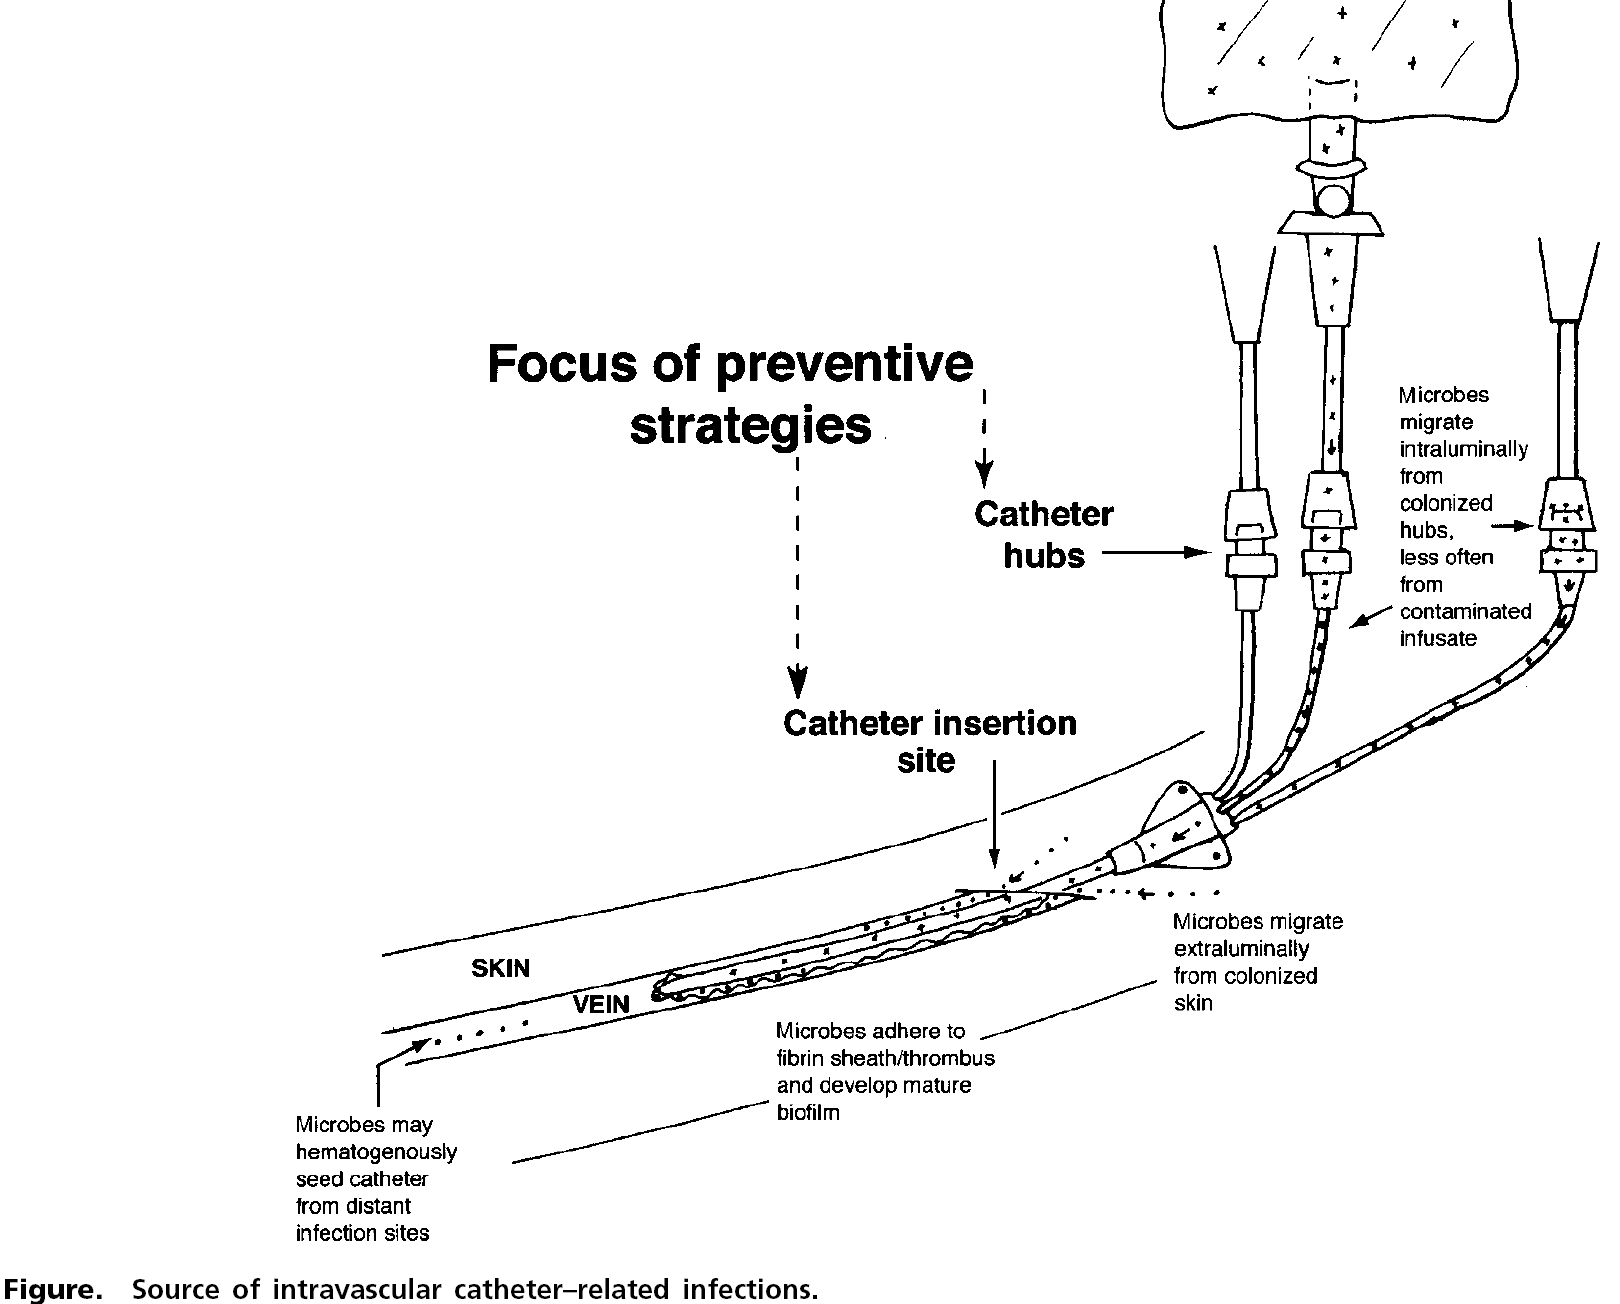 Focus of preventive
strategies
Microbes
migrate
intraluminally
from
colonized
hubs,
less often
from
contaminated
infusate
Catheter
hubs
Catheter insertion
site
SKIN
VEIN
Microbes migrate
extraluminally
from colonized
skin
Microbes adhere to
fibrin sheath/thrombus
and develop mature
biofilm
Microbes may
hematogenously
seed catheter
from distant
infection sites
Figure. Source of intravascular catheter–related infections.